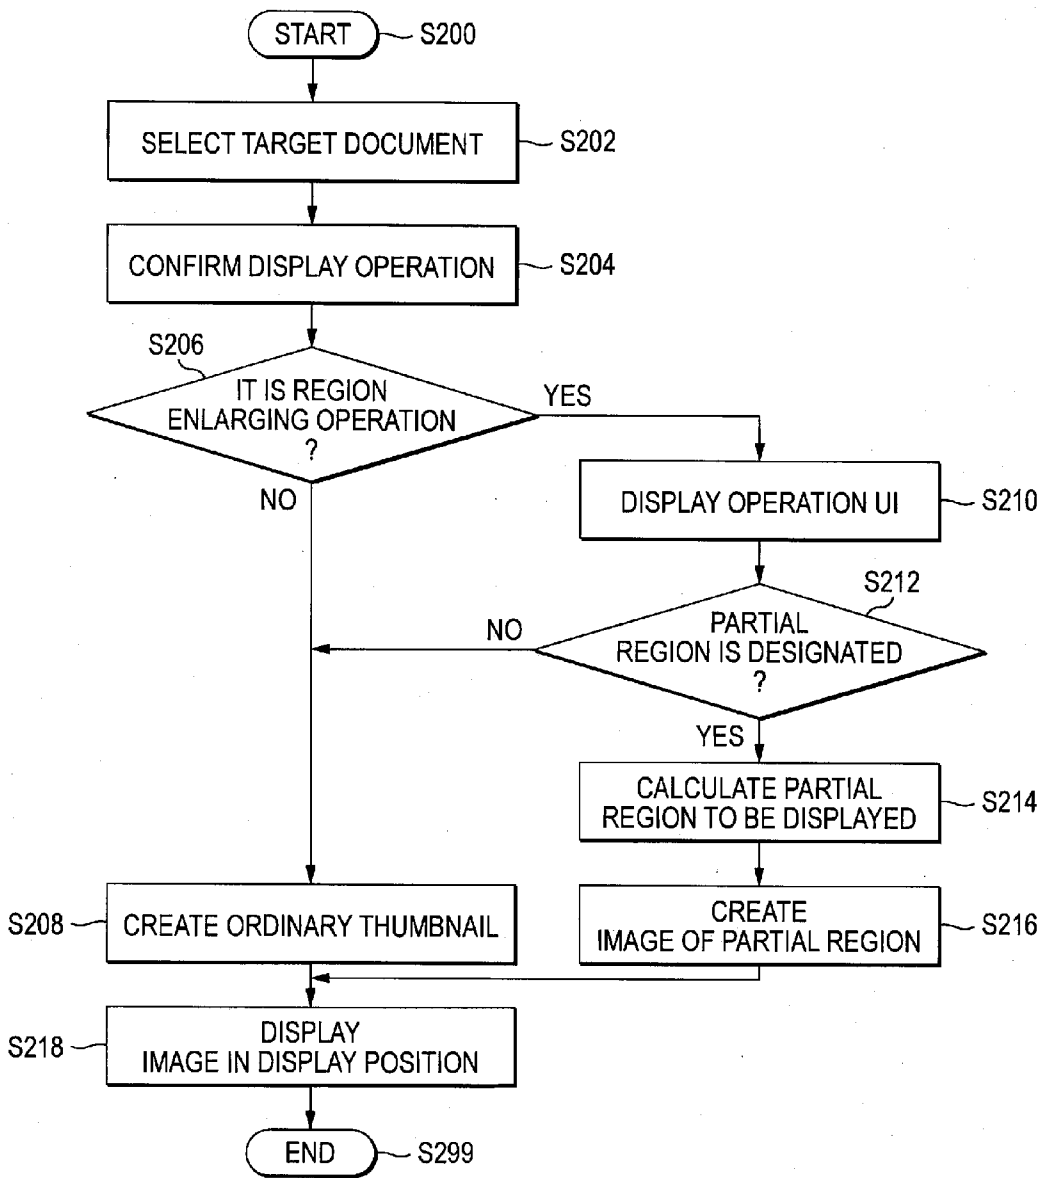 START
S200
SELECT TARGET DOCUMENT
S202
CONFIRM DISPLAY OPERATION
S204
S206
IT IS REGION
ENLARGING OPERATION
?
YES
NO
DISPLAY OPERATION UI
S210
S212
PARTIAL
REGION IS DESIGNATED
?
NO
YES
CALCULATE PARTIAL
REGION TO BE DISPLAYED
S214
S208
CREATE ORDINARY THUMBNAIL
CREATE
IMAGE OF PARTIAL REGION
S216
S218
DISPLAY
IMAGE IN DISPLAY POSITION
END
S299